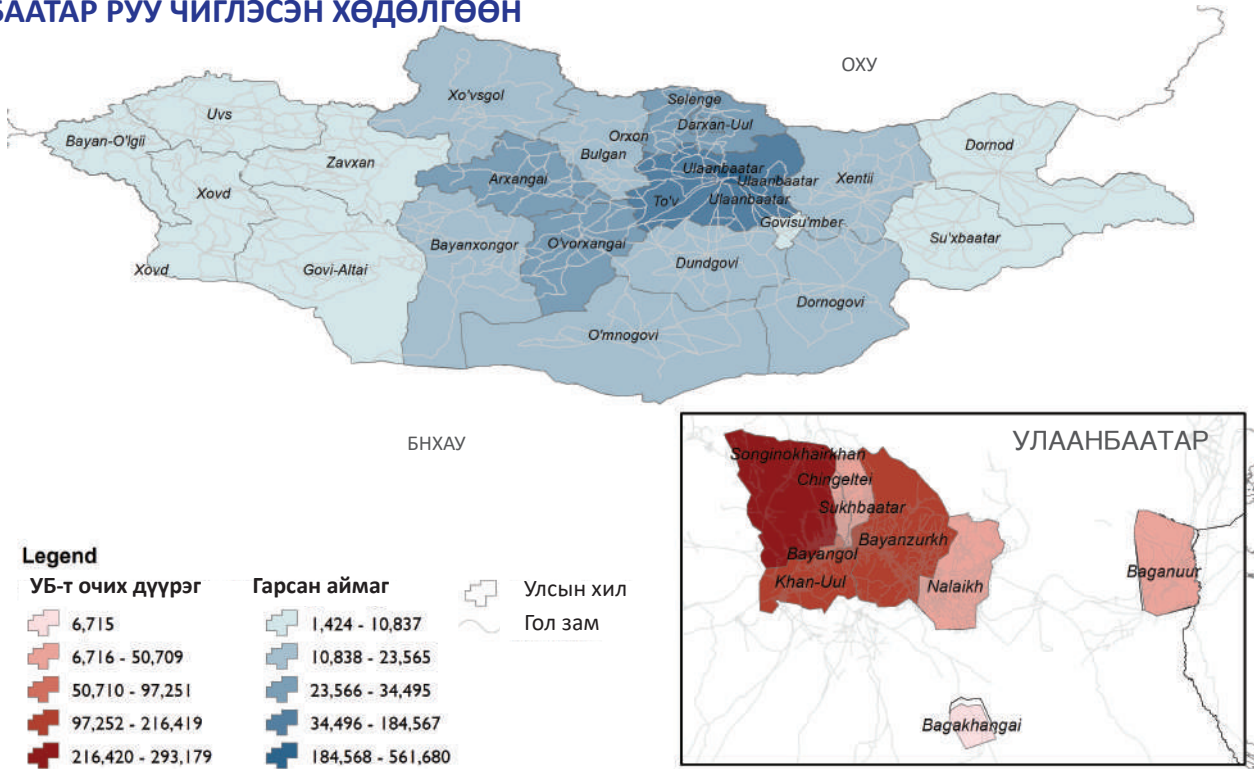 БААТАР РУУ ЧИГЛЭСЭН ХӨДӨЛГӨӨН
ОХУ
Xo'vsgol
Selenge
Uvs
Darxan-Uul
Bayan-O'lgii
Orxon
Dornod
Bulgan
Zavxan
Ulaanbaatar
Arxangai
Ulaanbaatar
Xentii
Xovd
To'v
Ulaanbaatar
Govisu'mber
Su'xbaatar
Bayanxongor
O'vorxangai
Dundgovi
Xovd
Govi-Altai
Dornogovi
O'mnogovi
БНХАУ
УЛААНБААТАР
Songinokhairkhan
Chingeltei
Sukhbaatar
Bayanzurkh
Bayangol
Khan-Uul
Nalaikh
Baganuur
Bagakhangai
Legend
УБ-т очих дүүрэг
6,715
6,716 - 50,709
50,710 - 97,251
97,252 - 216,419
216,420 - 293,179
Гарсан аймаг
1,424 - 10,837
10,838 - 23,565
23,566 - 34,495
34,496 - 184,567
184,568 - 561,680
Улсын хил
Гол зам